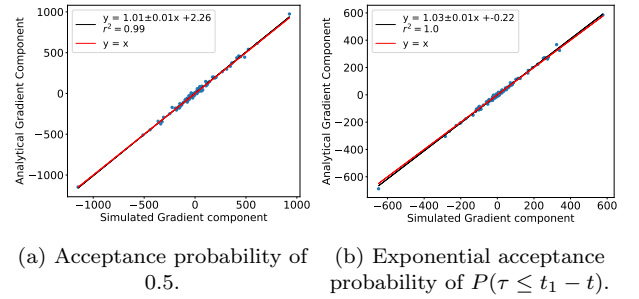 y = 1.01±0.01x +2.26
r² = 0.99
y = x
Analytical Gradient Component
1000
500
0
−500
−1000
−1000 −500 0 500 1000
Simulated Gradient component
(a) Acceptance probability of
0.5.
y = 1.03±0.01x +-0.22
r² = 1.0
y = x
Analytical Gradient Component
600
400
200
0
−200
−400
−600
−600 −400 −200 0 200 400 600
Simulated Gradient component
(b) Exponential acceptance
probability of P(τ ≤ t₁ − t).